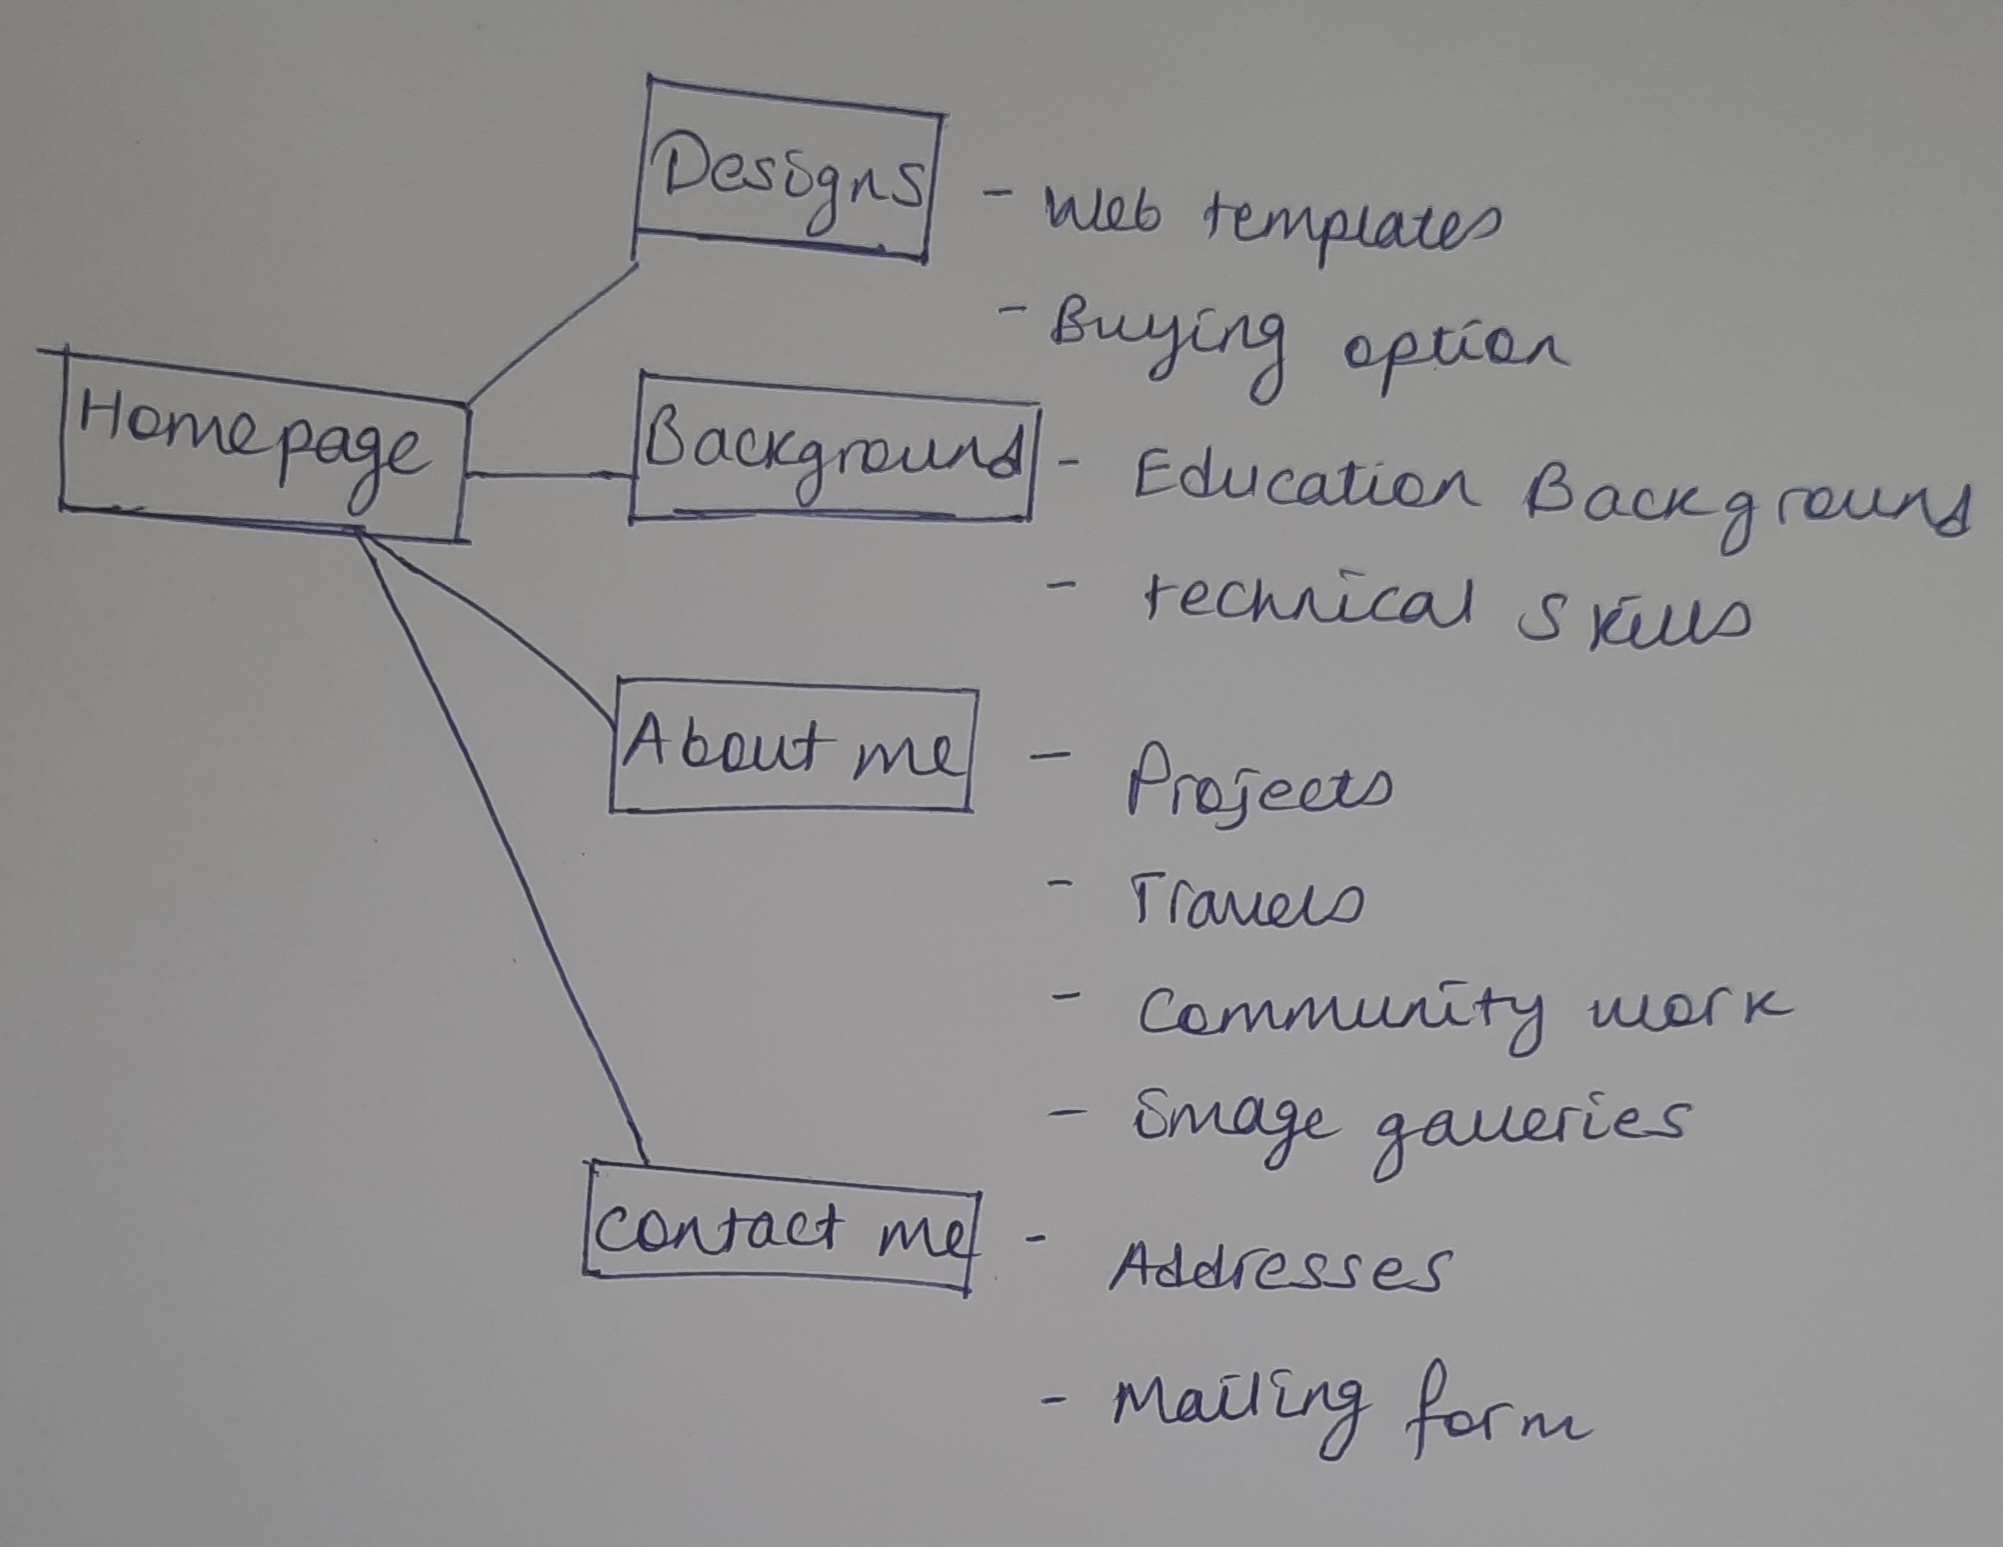 Designs
- Web templates
- Buying option
Homepage
Background
- Education Background
- technical skills
About me
- Projects
- Travels
- Community work
- Image galleries
contact me
- Addresses
- Mailing form